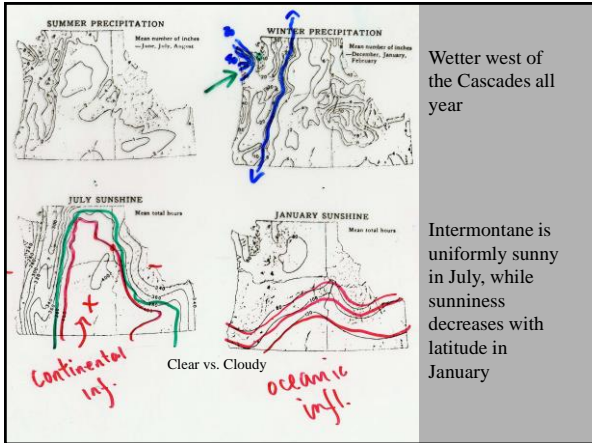 SUMMER PRECIPITATION
Mean number of inches
—June, July, August
WINTER PRECIPITATION
Mean number of inches
—December, January,
February
Wetter west of
the Cascades all
year
JULY SUNSHINE
Mean total hours
JANUARY SUNSHINE
Mean total hours
Intermontane is
uniformly sunny
in July, while
sunniness
decreases with
latitude in
January
+
Continental
inf.
Clear vs. Cloudy
oceanic
infl.